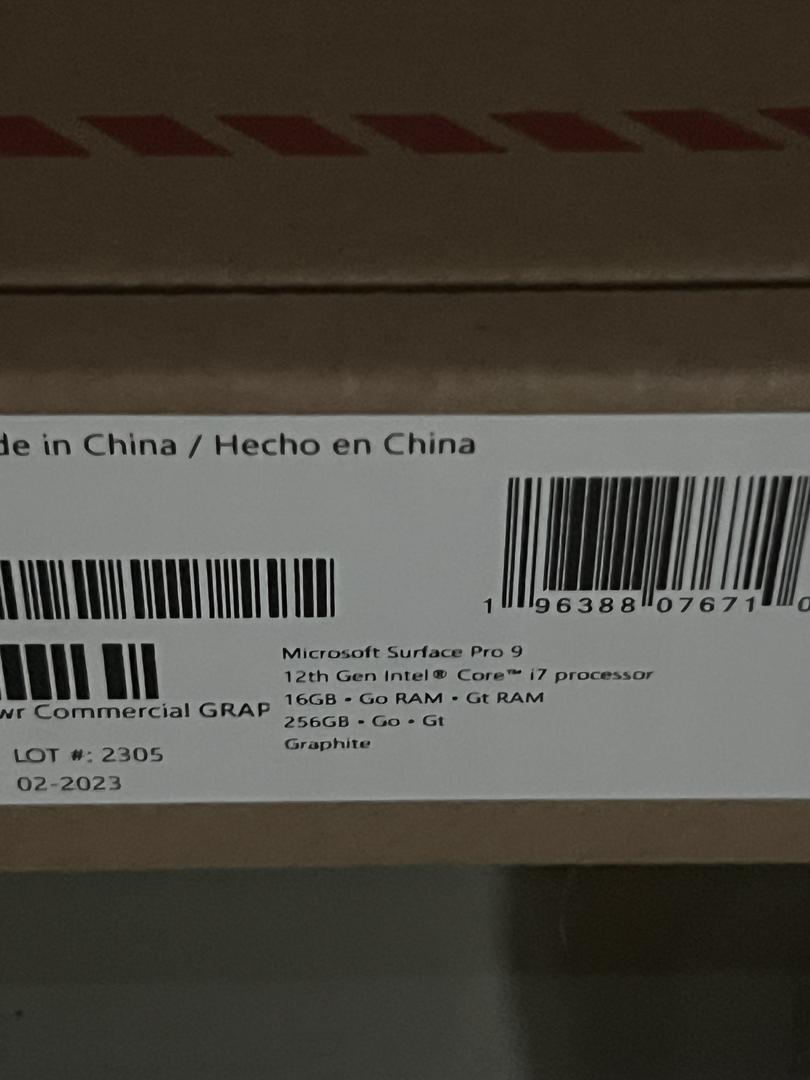 de in China / Hecho en China
1 96388 07671 0
Microsoft Surface Pro 9
12th Gen Intel® Core™ i7 processor
16GB • Go RAM • Gt RAM
256GB • Go • Gt
Graphite
wr Commercial GRAP
LOT #: 2305
02-2023